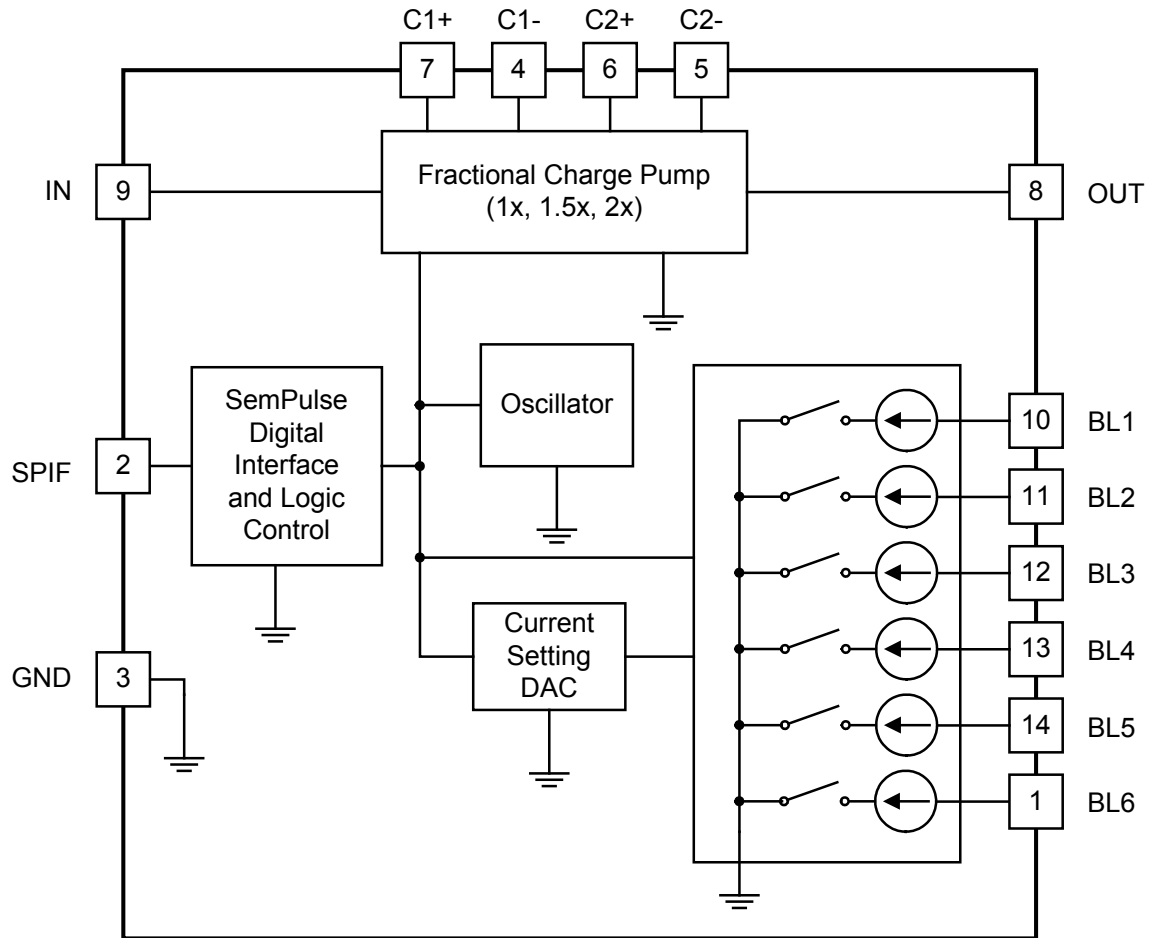 C1+ C1- C2+ C2-
7 4 6 5
IN 9
Fractional Charge Pump
(1x, 1.5x, 2x)
8 OUT
SPIF 2
SemPulse
Digital
Interface
and Logic
Control
Oscillator
GND 3
Current
Setting
DAC
10 BL1
11 BL2
12 BL3
13 BL4
14 BL5
1 BL6